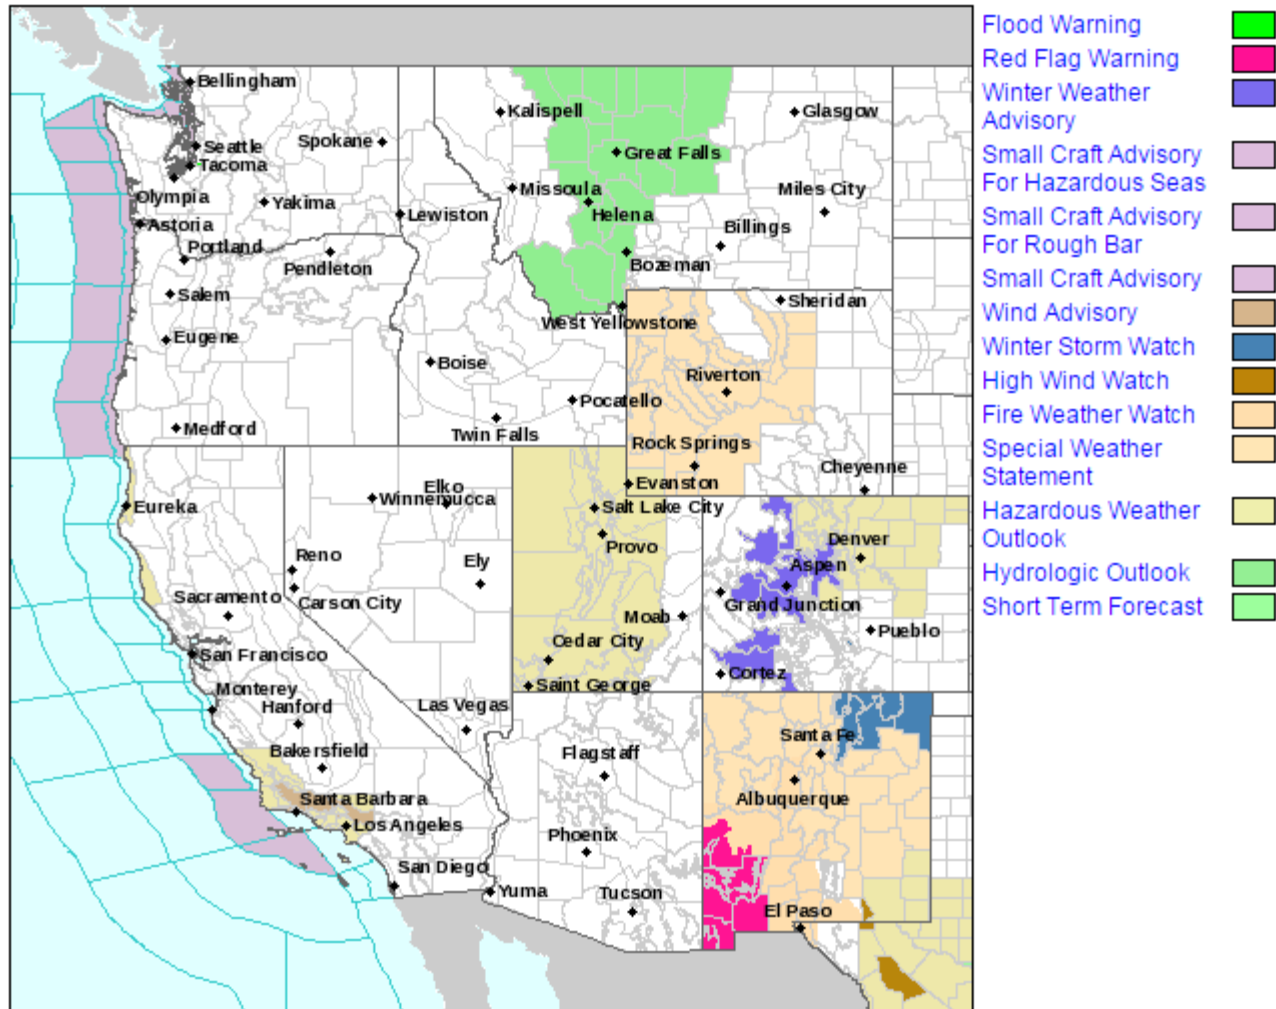 Bellingham
Seattle
Tacoma
Olympia
Spokane
Yakima
Astoria
Lewiston
Portland
Pendleton
Salem
Eugene
Medford
Kalispell
Great Falls
Glasgow
Missoula
Helena
Miles City
Billings
Bozeman
West Yellowstone
Sheridan
Boise
Pocatello
Twin Falls
Riverton
Rock Springs
Evanston
Cheyenne
Eureka
Elko
Winnemucca
Reno
Carson City
Ely
Sacramento
San Francisco
Monterey
Hanford
Bakersfield
Las Vegas
Salt Lake City
Provo
Moab
Cedar City
Saint George
Denver
Aspen
Grand Junction
Pueblo
Cortez
Santa Barbara
Los Angeles
San Diego
Yuma
Flagstaff
Phoenix
Tucson
Santa Fe
Albuquerque
El Paso
Flood Warning
Red Flag Warning
Winter Weather
Advisory
Small Craft Advisory
For Hazardous Seas
Small Craft Advisory
For Rough Bar
Small Craft Advisory
Wind Advisory
Winter Storm Watch
High Wind Watch
Fire Weather Watch
Special Weather
Statement
Hazardous Weather
Outlook
Hydrologic Outlook
Short Term Forecast